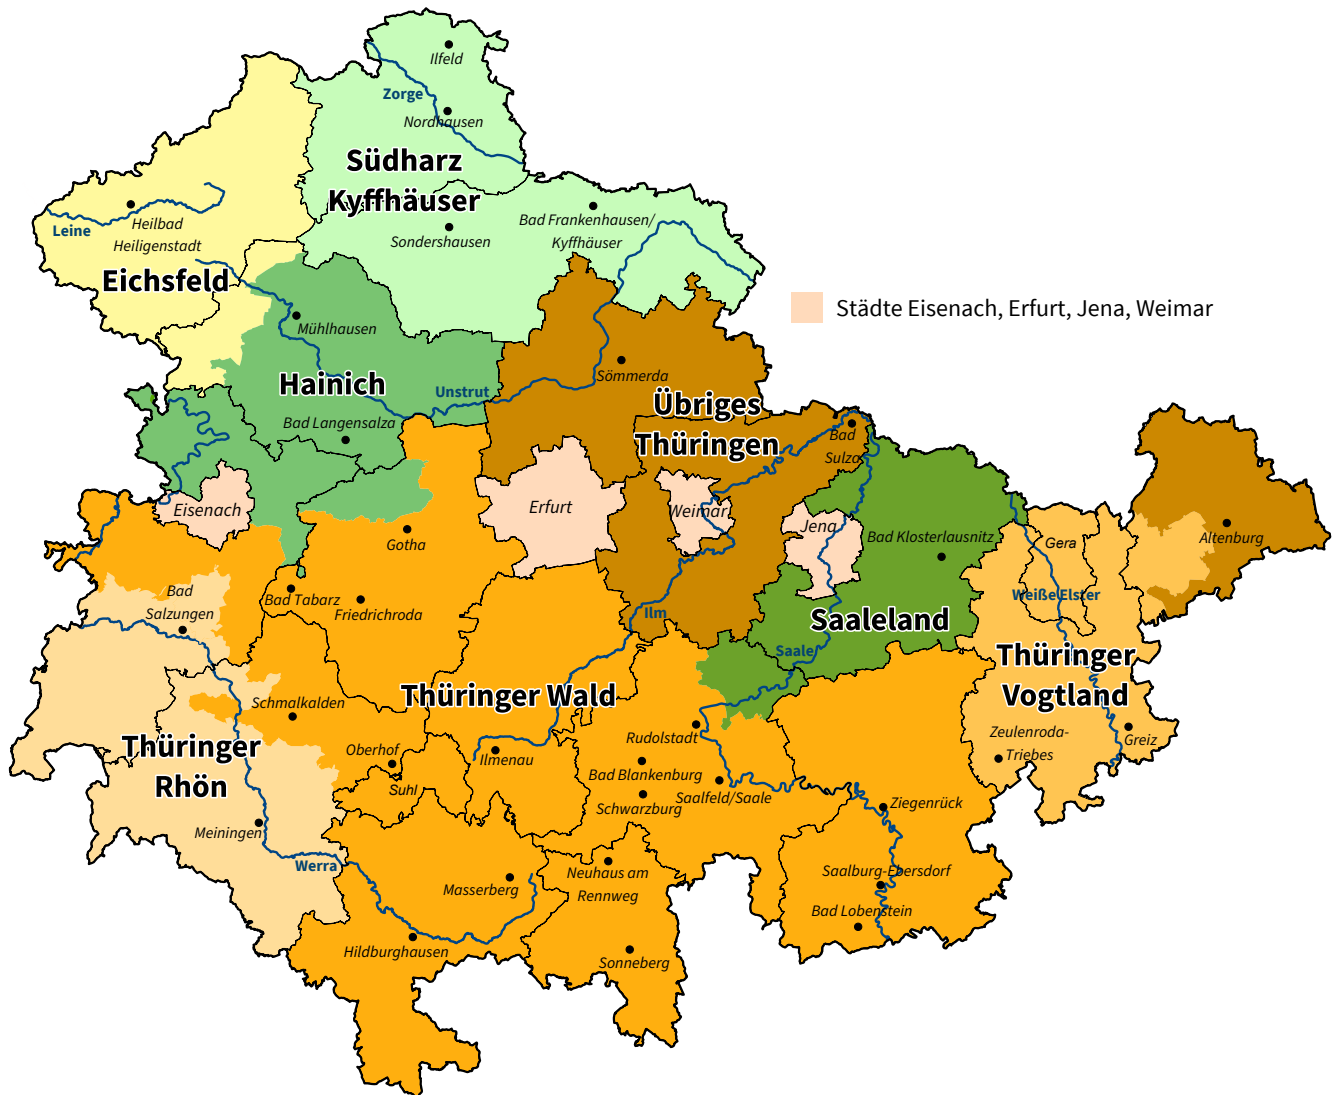 Ilfeld
Zorge
Nordhausen
Südharz
Kyffhäuser
Heilbad
Heiligenstadt
Leine
Eichsfeld
Sondershausen
Bad Frankenhausen/
Kyffhäuser
Städte Eisenach, Erfurt, Jena, Weimar
Mühlhausen
Hainich
Unstrut
Bad Langensalza
Sömmerda
Übriges
Thüringen
Bad
Sulza
Eisenach
Erfurt
Weimar
Jena
Bad Klosterlausnitz
Gera
Altenburg
Gotha
Bad Tabarz
Friedrichroda
Bad
Salzungen
Ilm
Weiße Elster
Saaleland
Saale
Thüringer
Vogtland
Thüringer Wald
Schmalkalden
Thüringer
Rhön
Oberhof
Suhl
Ilmenau
Rudolstadt
Bad Blankenburg
Schwarzburg
Saalfeld/Saale
Zeulenroda-
Triebes
Greiz
Ziegenrück
Meiningen
Werra
Masserberg
Neuhaus am
Rennweg
Saalburg-Ebersdorf
Bad Lobenstein
Hildburghausen
Sonneberg